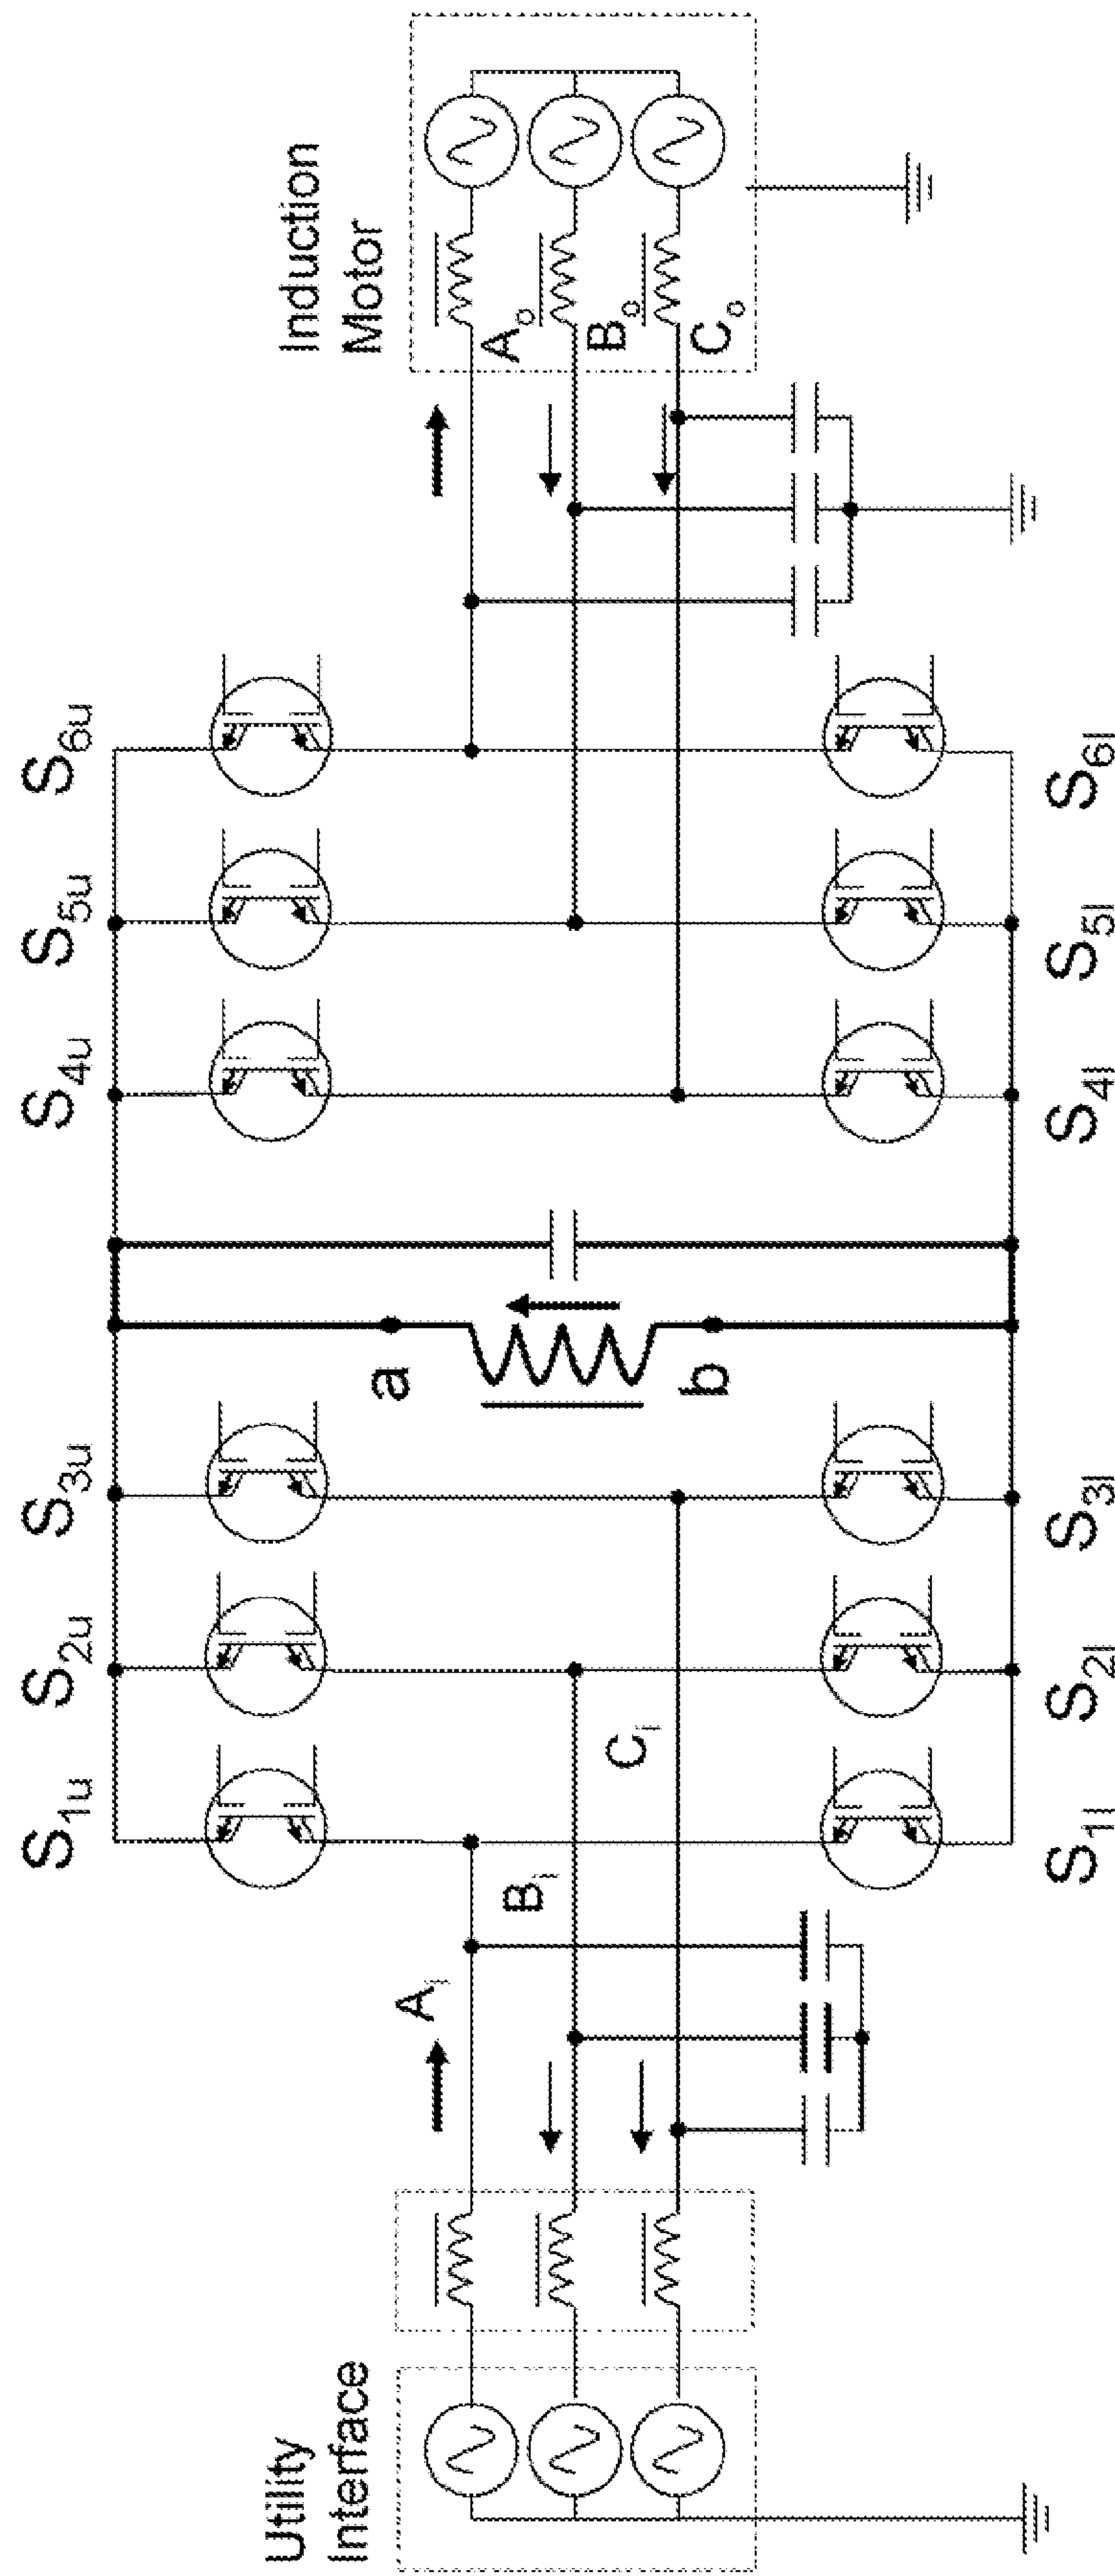 Utility
Interface
Induction
Motor
S1u
S2u
S3u
S4u
S5u
S6u
Ai
Bi
Ci
a
b
Ao
Bo
Co
S1l
S2l
S3l
S4l
S5l
S6l